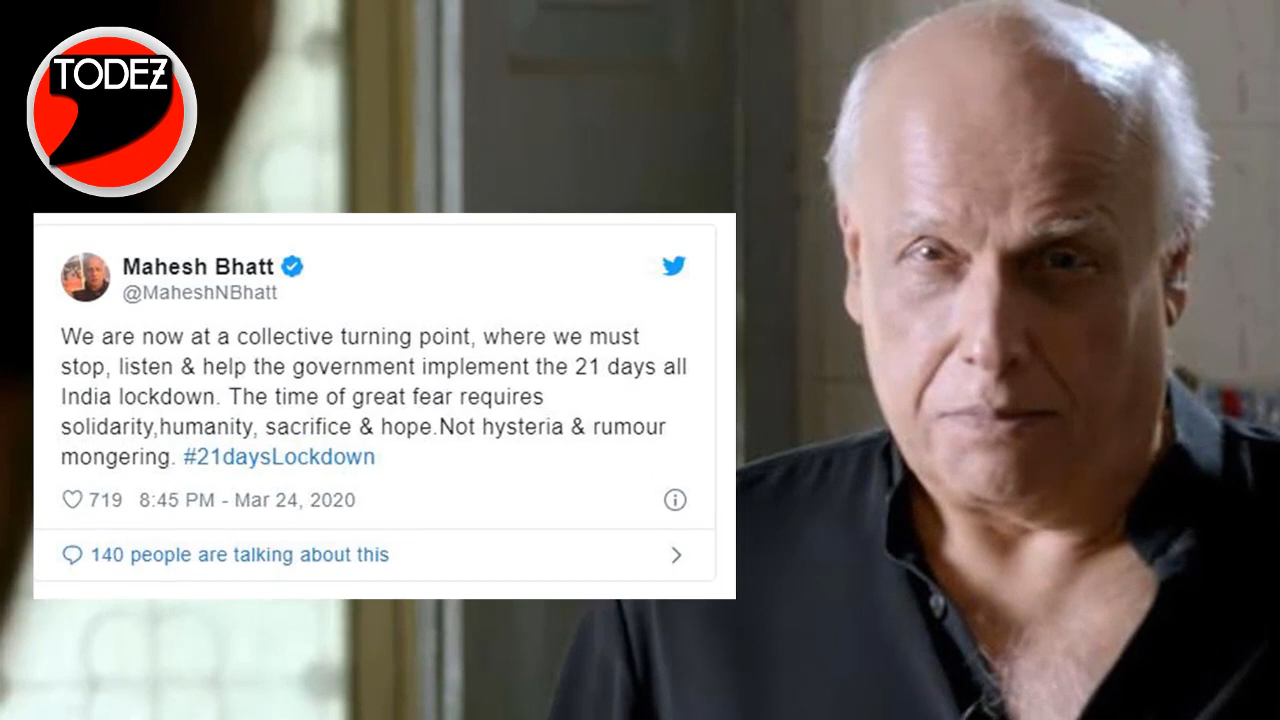 TODEZ
Mahesh Bhatt
@MaheshNBhatt
We are now at a collective turning point, where we must
stop, listen & help the government implement the 21 days all
India lockdown. The time of great fear requires
solidarity,humanity, sacrifice & hope.Not hysteria & rumour
mongering. #21daysLockdown
719 8:45 PM - Mar 24, 2020
140 people are talking about this